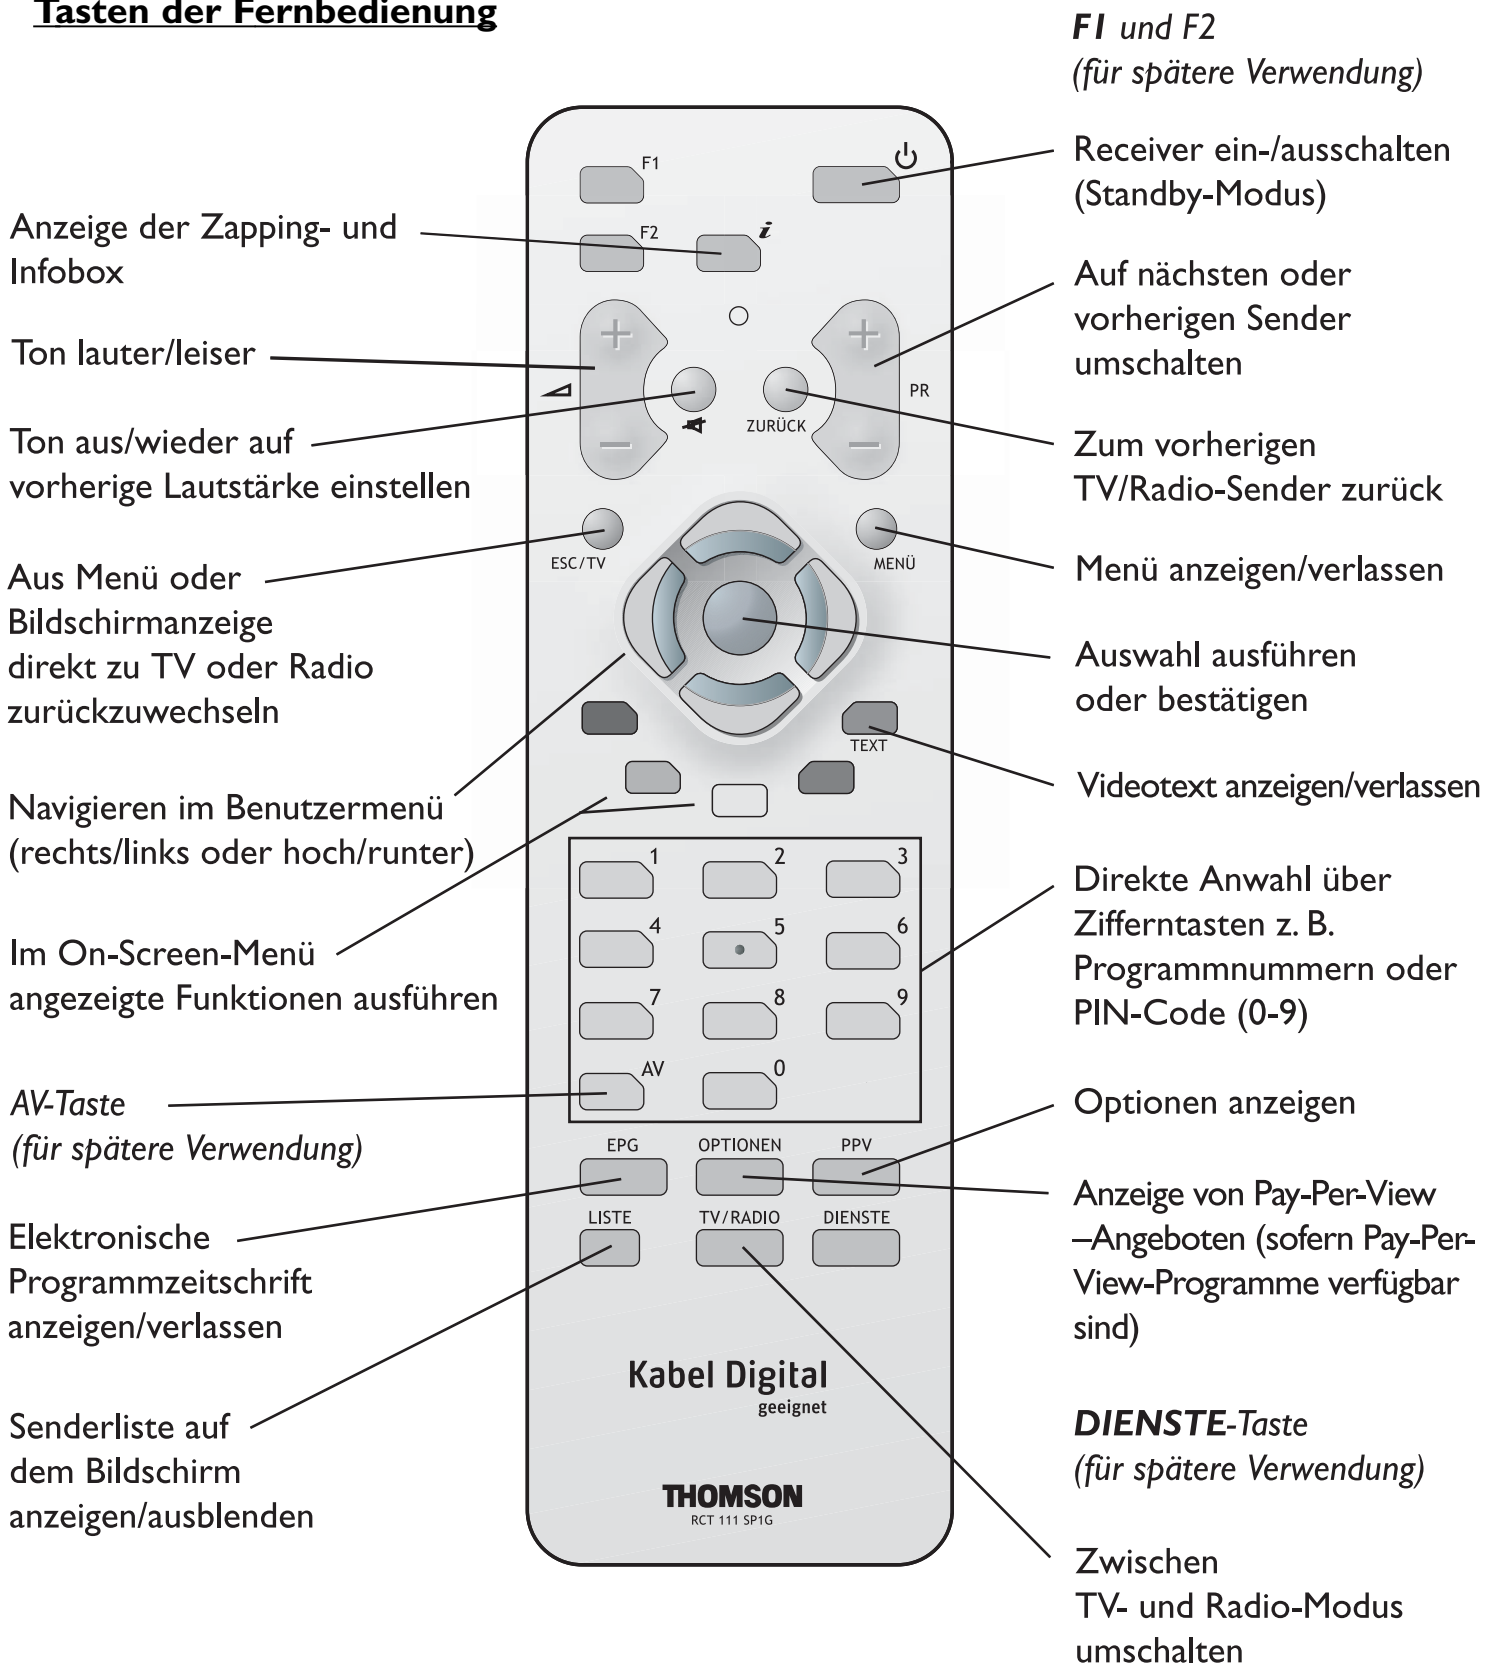 Tasten der Fernbedienung
F1 und F2
(für spätere Verwendung)
Receiver ein-/ausschalten
(Standby-Modus)
Auf nächsten oder
vorherigen Sender
umschalten
Zum vorherigen
TV/Radio-Sender zurück
Menü anzeigen/verlassen
Auswahl ausführen
oder bestätigen
Videotext anzeigen/verlassen
Direkte Anwahl über
Zifferntasten z. B.
Programmnummern oder
PIN-Code (0-9)
Optionen anzeigen
Anzeige von Pay-Per-View
–Angeboten (sofern Pay-Per-
View-Programme verfügbar
sind)
DIENSTE-Taste
(für spätere Verwendung)
Zwischen
TV- und Radio-Modus
umschalten
Anzeige der Zapping- und
Infobox
Ton lauter/leiser
Ton aus/wieder auf
vorherige Lautstärke einstellen
Aus Menü oder
Bildschirmanzeige
direkt zu TV oder Radio
zurückzuwechseln
Navigieren im Benutzermenü
(rechts/links oder hoch/runter)
Im On-Screen-Menü
angezeigte Funktionen ausführen
AV-Taste
(für spätere Verwendung)
Elektronische
Programmzeitschrift
anzeigen/verlassen
Senderliste auf
dem Bildschirm
anzeigen/ausblenden
F1
F2 i
+ +
PR
ZURÜCK
– –
ESC/TV MENÜ
TEXT
1 2 3
4 5 6
7 8 9
AV 0
EPG OPTIONEN PPV
LISTE TV/RADIO DIENSTE
Kabel Digital
geeignet
THOMSON
RCT 111 SP1G